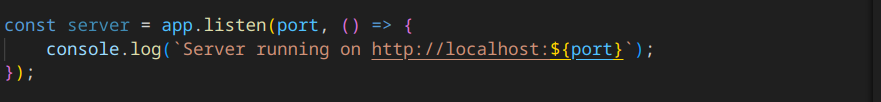 const server = app.listen(port, () => {
    console.log(`Server running on http://localhost:${port}`);
});